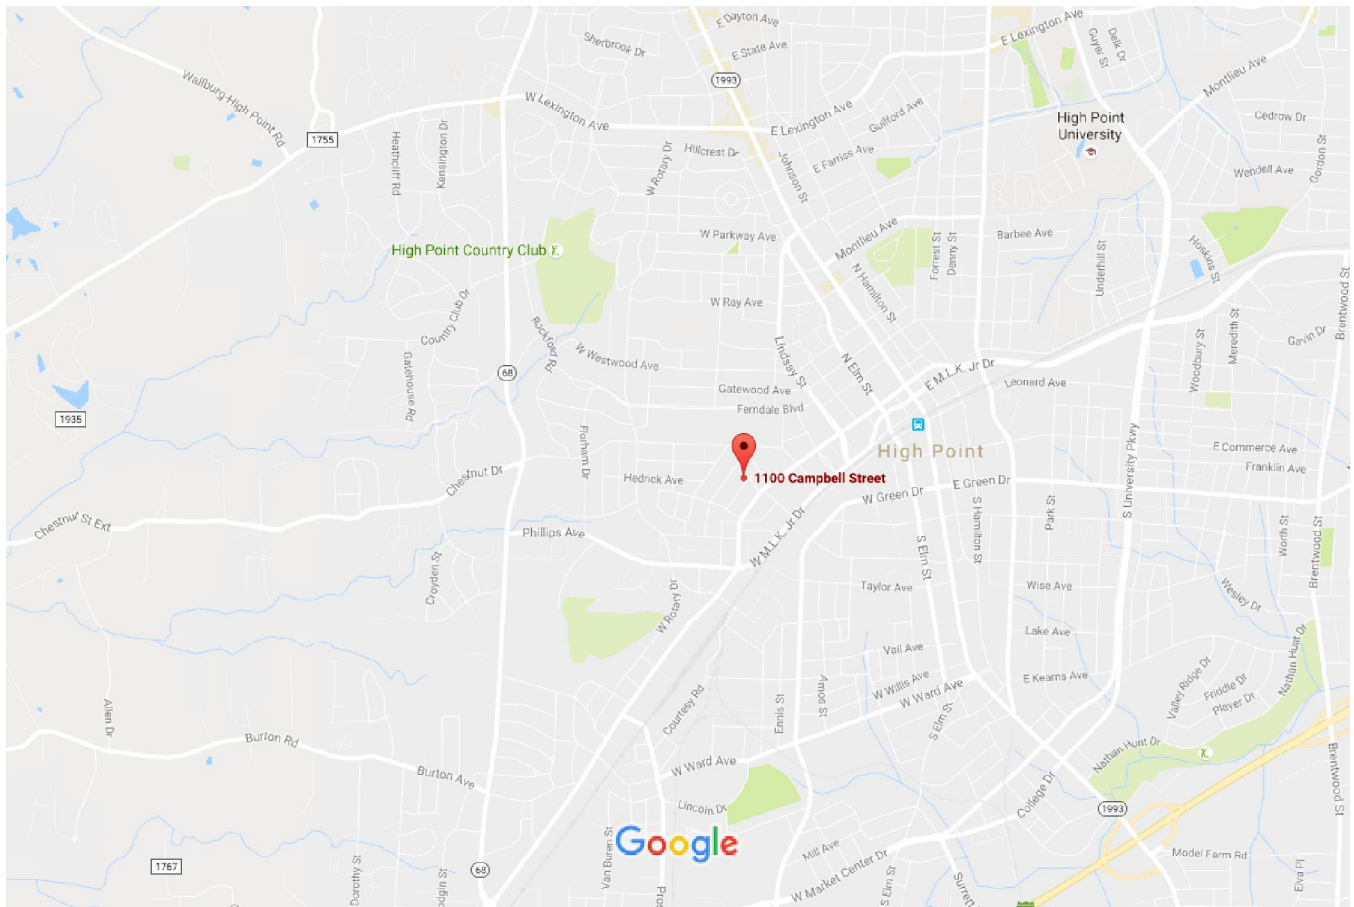 E Dayton Ave
E Lexington Ave
Delk Dr
Guyer St
Sherbrook Dr
E State Ave
Montlieu Ave
1993
Wallburg-High Point Rd
W Lexington Ave
E Lexington Ave
Guilford Ave
High Point
University
Cedrow Dr
1755
Heathcliff Rd
Kensington Dr
W Rotary Dr
Hillcrest Dr
Johnson St
E Farriss Ave
Wendell Ave
Gordon St
W Parkway Ave
Montlieu Ave
Forrest St
Denny St
Barbee Ave
Underhill St
Hoskins St
High Point Country Club
N Hamilton St
Country Club Dr
W Ray Ave
Brentwood St
Rockford Rd
Lindsay St
Woodbury St
Meredith St
Gavin Dr
Gatehouse Rd
68
W Westwood Ave
N Elm St
E M.L.K. Jr Dr
Leonard Ave
Gatewood Ave
Ferndale Blvd
1935
Florham Dr
High Point
S University Pkwy
E Commerce Ave
Franklin Ave
Chestnut Dr
Hedrick Ave
1100 Campbell Street
W Green Dr
E Green Dr
S Hamilton St
Park St
Chestnut St Ext
Phillips Ave
W M.L.K. Jr Dr
S Elm St
Worth St
Brentwood St
Croyden St
W Rotary Dr
Taylor Ave
Wise Ave
Wesley Dr
Lake Ave
Vail Ave
Nathan Hunt Dr
Valley Ridge Dr
Friddle Dr
Player Dr
E Kearns Ave
W Willis Ave
W Ward Ave
Allen Dr
Courtesy Rd
Ennis St
Amos St
S Elm St
Burton Rd
Nathan Hunt Dr
Brentwood St
Burton Ave
W Ward Ave
College Dr
Lincoln Dr
1993
Google
Van Buren St
Mill Ave
Model Farm Rd
1767
Dorothy St
68
W Market Center Dr
S Elm St
Elva Pl